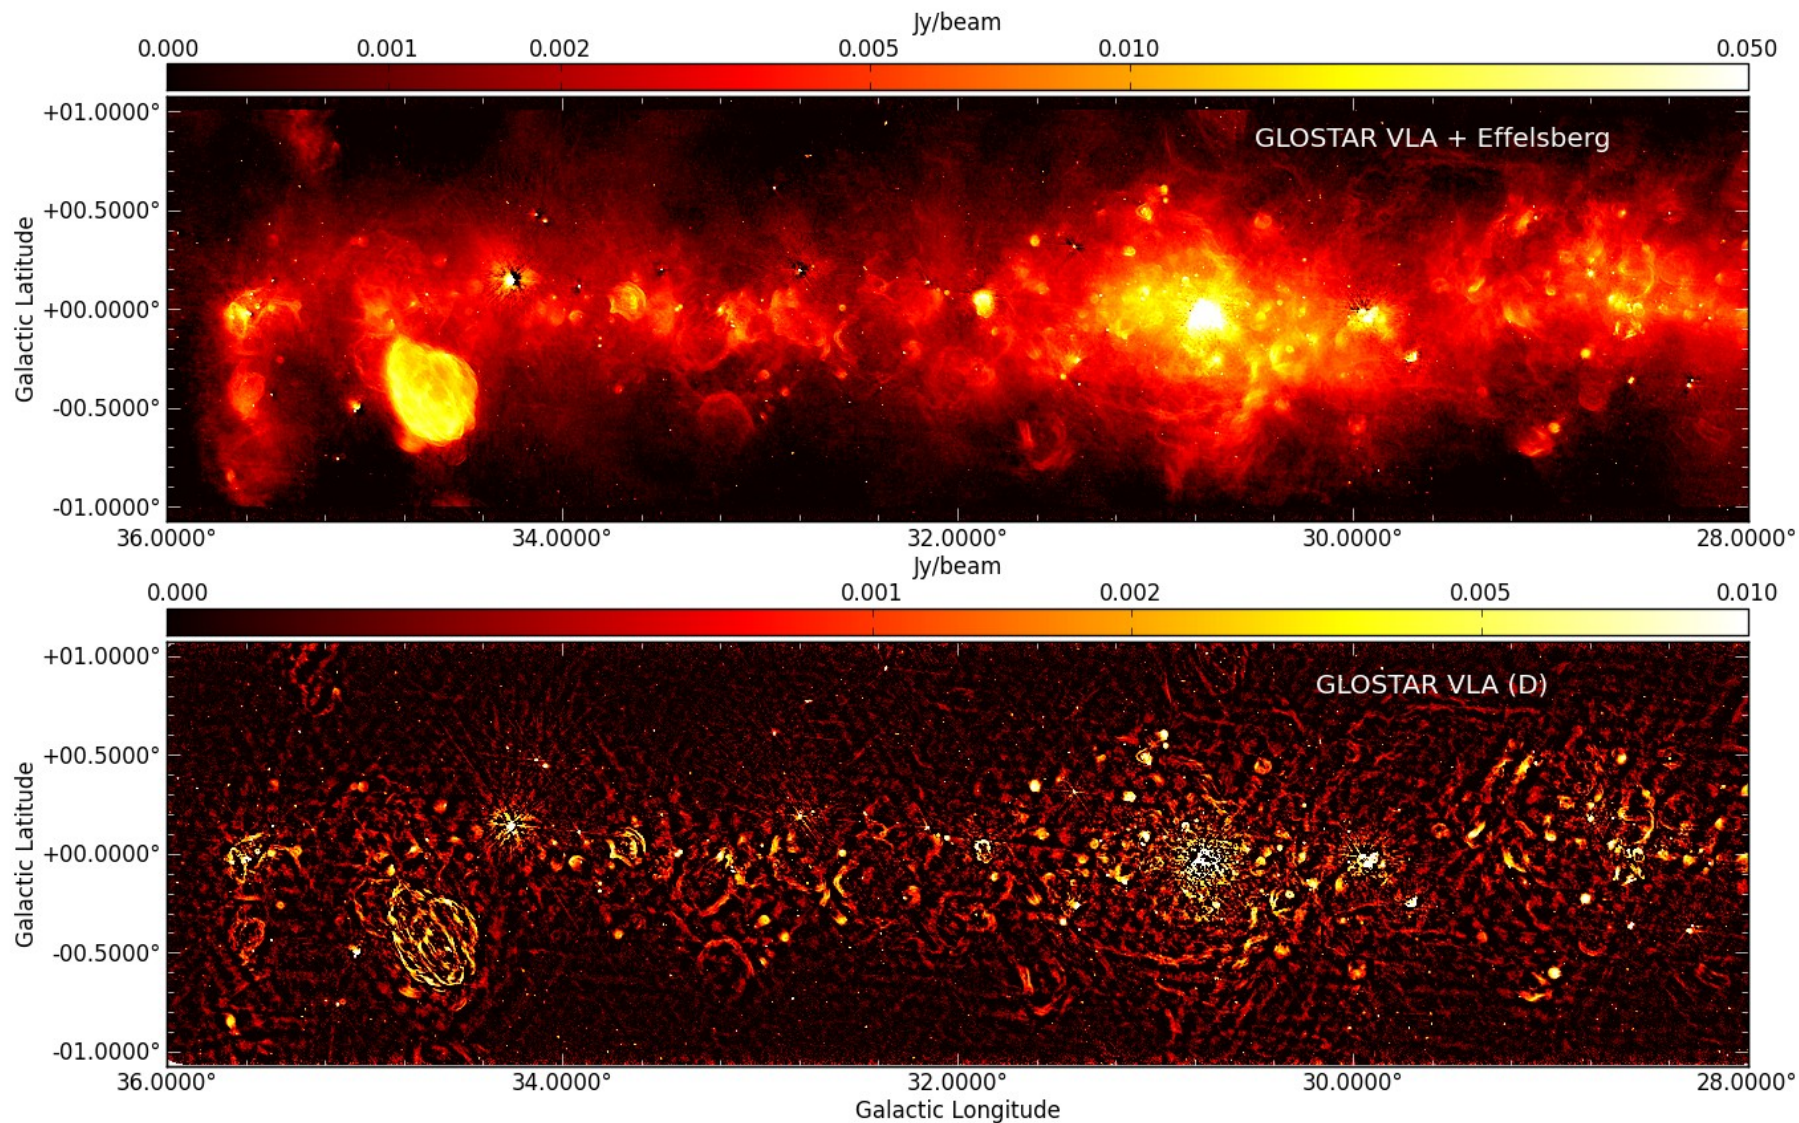 Jy/beam
0.000 0.001 0.002 0.005 0.010 0.050
GLOSTAR VLA + Effelsberg
+01.0000°
+00.5000°
+00.0000°
-00.5000°
-01.0000°
Galactic Latitude
36.0000° 34.0000° 32.0000° 30.0000° 28.0000°
Jy/beam
0.000 0.001 0.002 0.005 0.010
GLOSTAR VLA (D)
+01.0000°
+00.5000°
+00.0000°
-00.5000°
-01.0000°
Galactic Latitude
36.0000° 34.0000° 32.0000° 30.0000° 28.0000°
Galactic Longitude